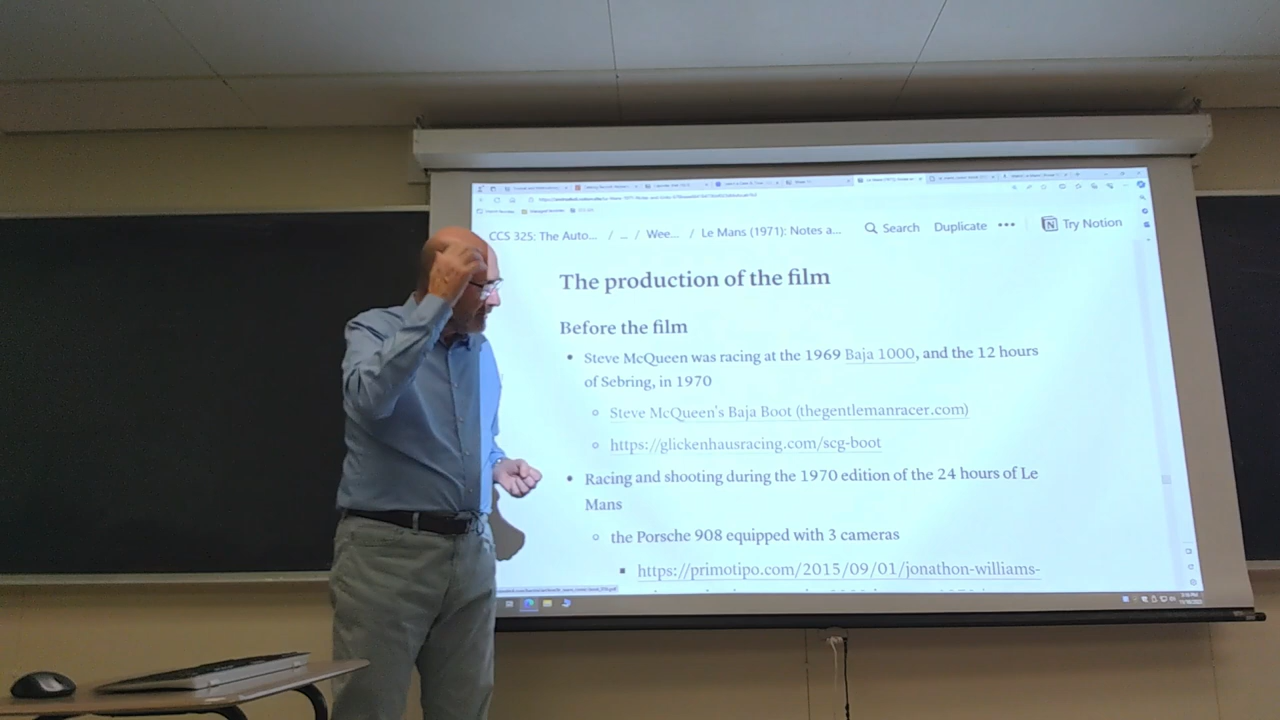 CCS 325: The Auto... / ... / Wee... / Le Mans (1971): Notes a... Search Duplicate ••• Try Notion
The production of the film
Before the film
• Steve McQueen was racing at the 1969 Baja 1000, and the 12 hours
of Sebring, in 1970
◦ Steve McQueen's Baja Boot (thegentlemanracer.com)
◦ https://glickenhausracing.com/scg-boot
• Racing and shooting during the 1970 edition of the 24 hours of Le
Mans
◦ the Porsche 908 equipped with 3 cameras
▪ https://primotipo.com/2015/09/01/jonathon-williams-